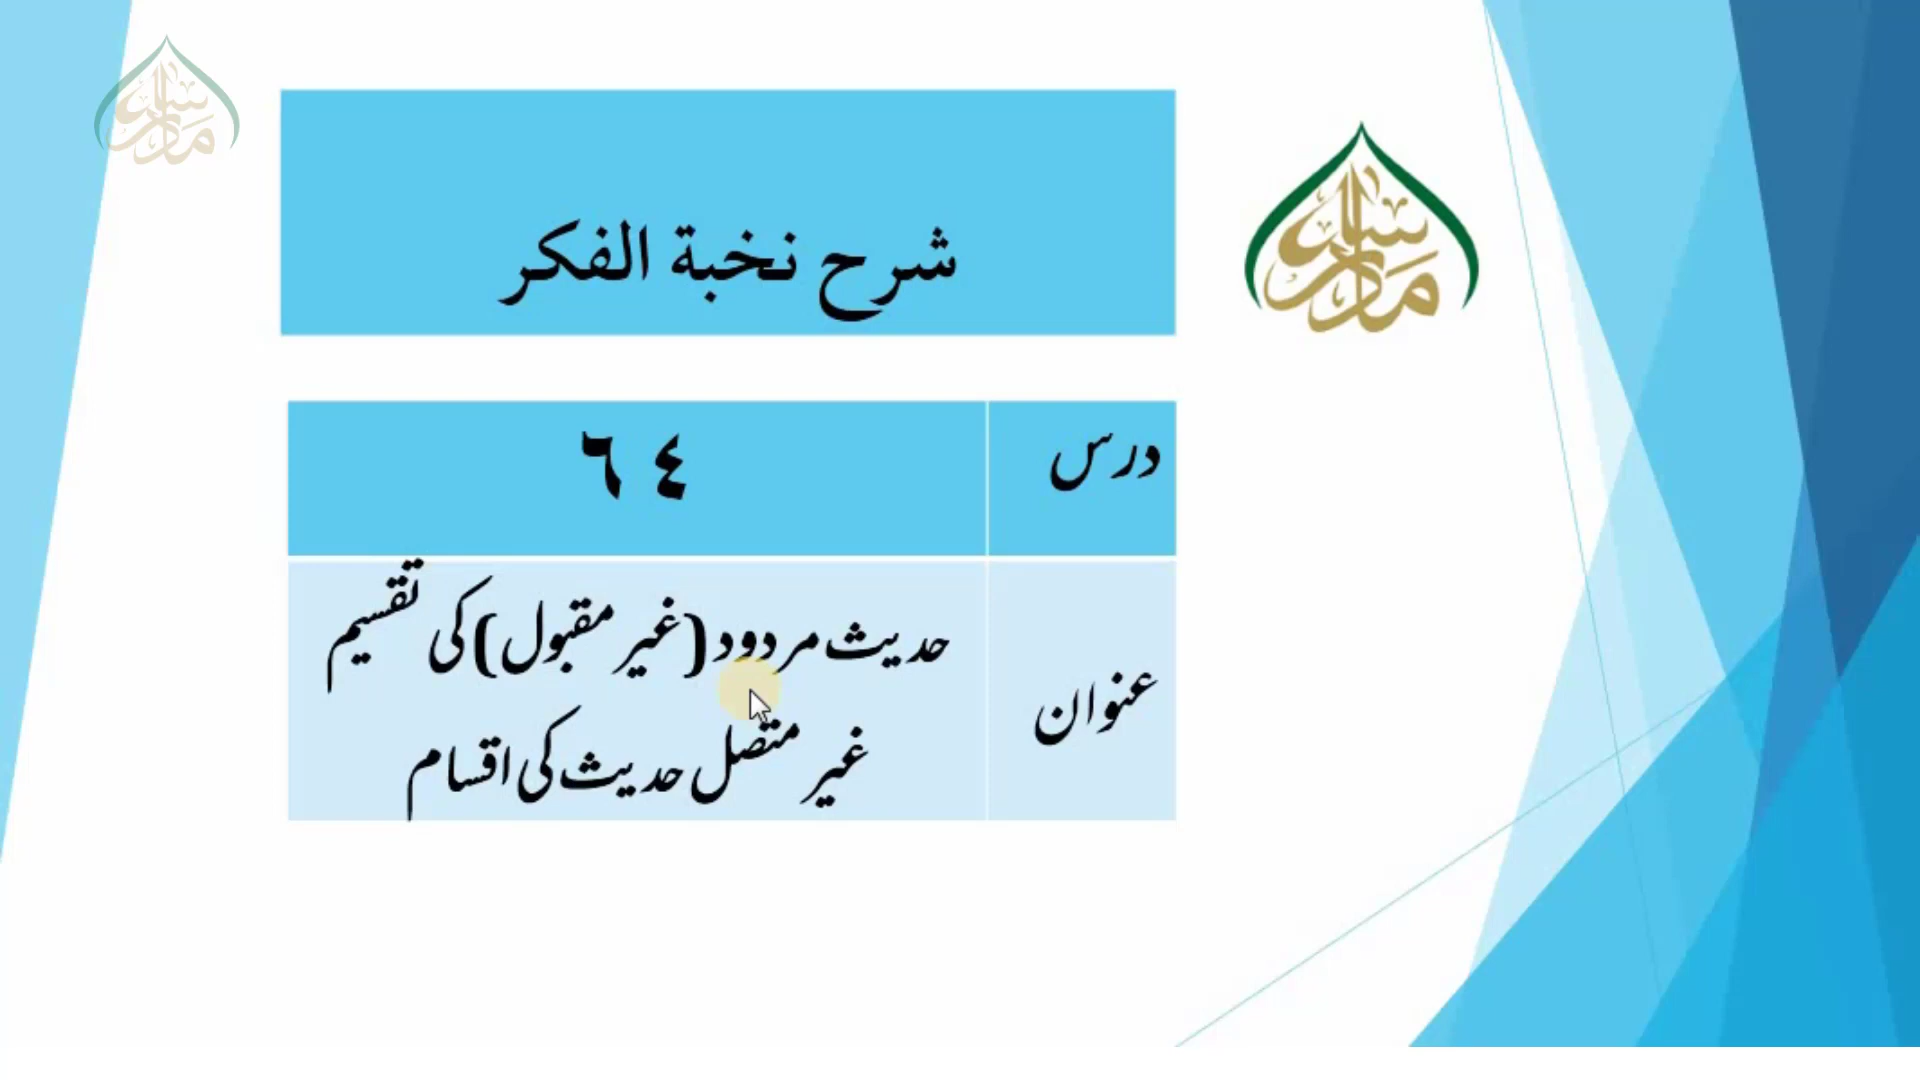 شرح نخبة الفكر
درس ٦٤
عنوان
حدیث مردود (غیر مقبول) کی تقسیم
غیر متصل حدیث کی اقسام